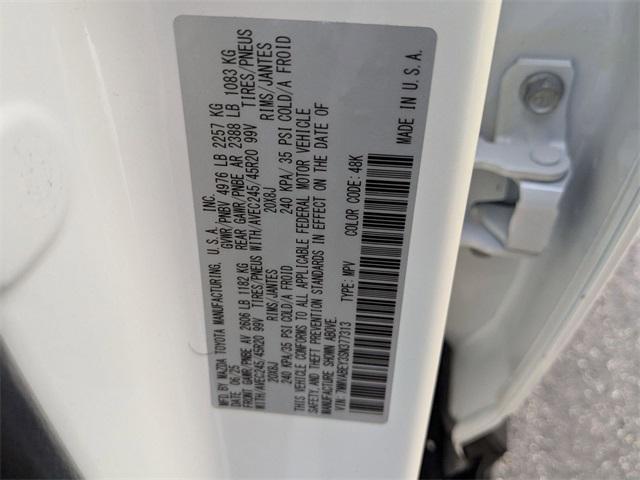 MFD. BY MAZDA TOYOTA MANUFACTURING, U.S.A., INC.
DATE: 06/25 GVWR/PNBV 4976 LB 2257 KG
FRONT GAWR/PNBE AV 2606 LB 1182 KG REAR GAWR/PNBE AR 2388 LB 1083 KG
WITH/AVEC245/45R20 99V TIRES/PNEUS WITH/AVEC245/45R20 99V TIRES/PNEUS
20X8J RIMS/JANTES 20X8J RIMS/JANTES
240 KPA/ 35 PSI COLD/A FROID 240 KPA/ 35 PSI COLD/A FROID
THIS VEHICLE CONFORMS TO ALL APPLICABLE FEDERAL MOTOR VEHICLE
SAFETY, AND THEFT PREVENTION STANDARDS IN EFFECT ON THE DATE OF
MANUFACTURE SHOWN ABOVE.
VIN: 7MMVABEY3SN377313 TYPE: MPV COLOR CODE: 48K
MADE IN U.S.A.